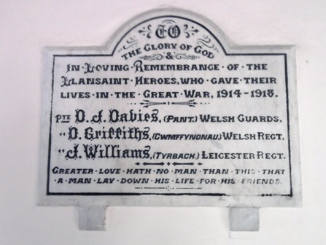 TO
THE GLORY OF GOD
&
IN · LOVING · REMEMBRANCE · OF · THE
LLANSAINT · HEROES, WHO · GAVE · THEIR
LIVES · IN · THE · GREAT · WAR, 1914-1918.
PTE D. J. Davies, (PANT.) WELSH GUARDS.
" D. Griffiths, (GWNFFYNDNAU) WELSH REGT.
" J. Williams, (TYRBACH) LEICESTER REGT.
GREATER · LOVE · HATH · NO · MAN · THAN · THIS · THAT
· A · MAN · LAY · DOWN · HIS · LIFE · FOR · HIS · FRIENDS.